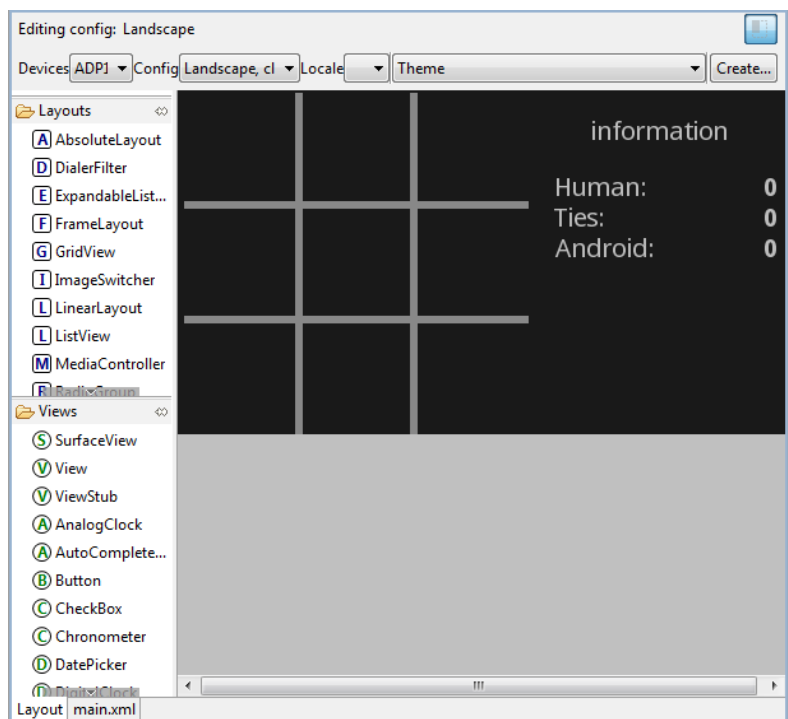 Editing config: Landscape
Devices ADP1 Config Landscape, cl Locale Theme Create...
Layouts
A AbsoluteLayout
D DialerFilter
E ExpandableList...
F FrameLayout
G GridView
I ImageSwitcher
L LinearLayout
L ListView
M MediaController
R RadioGroup
Views
S SurfaceView
V View
V ViewStub
A AnalogClock
A AutoComplete...
B Button
C CheckBox
C Chronometer
D DatePicker
D DigitalClock
information
Human: 0
Ties: 0
Android: 0
Layout main.xml